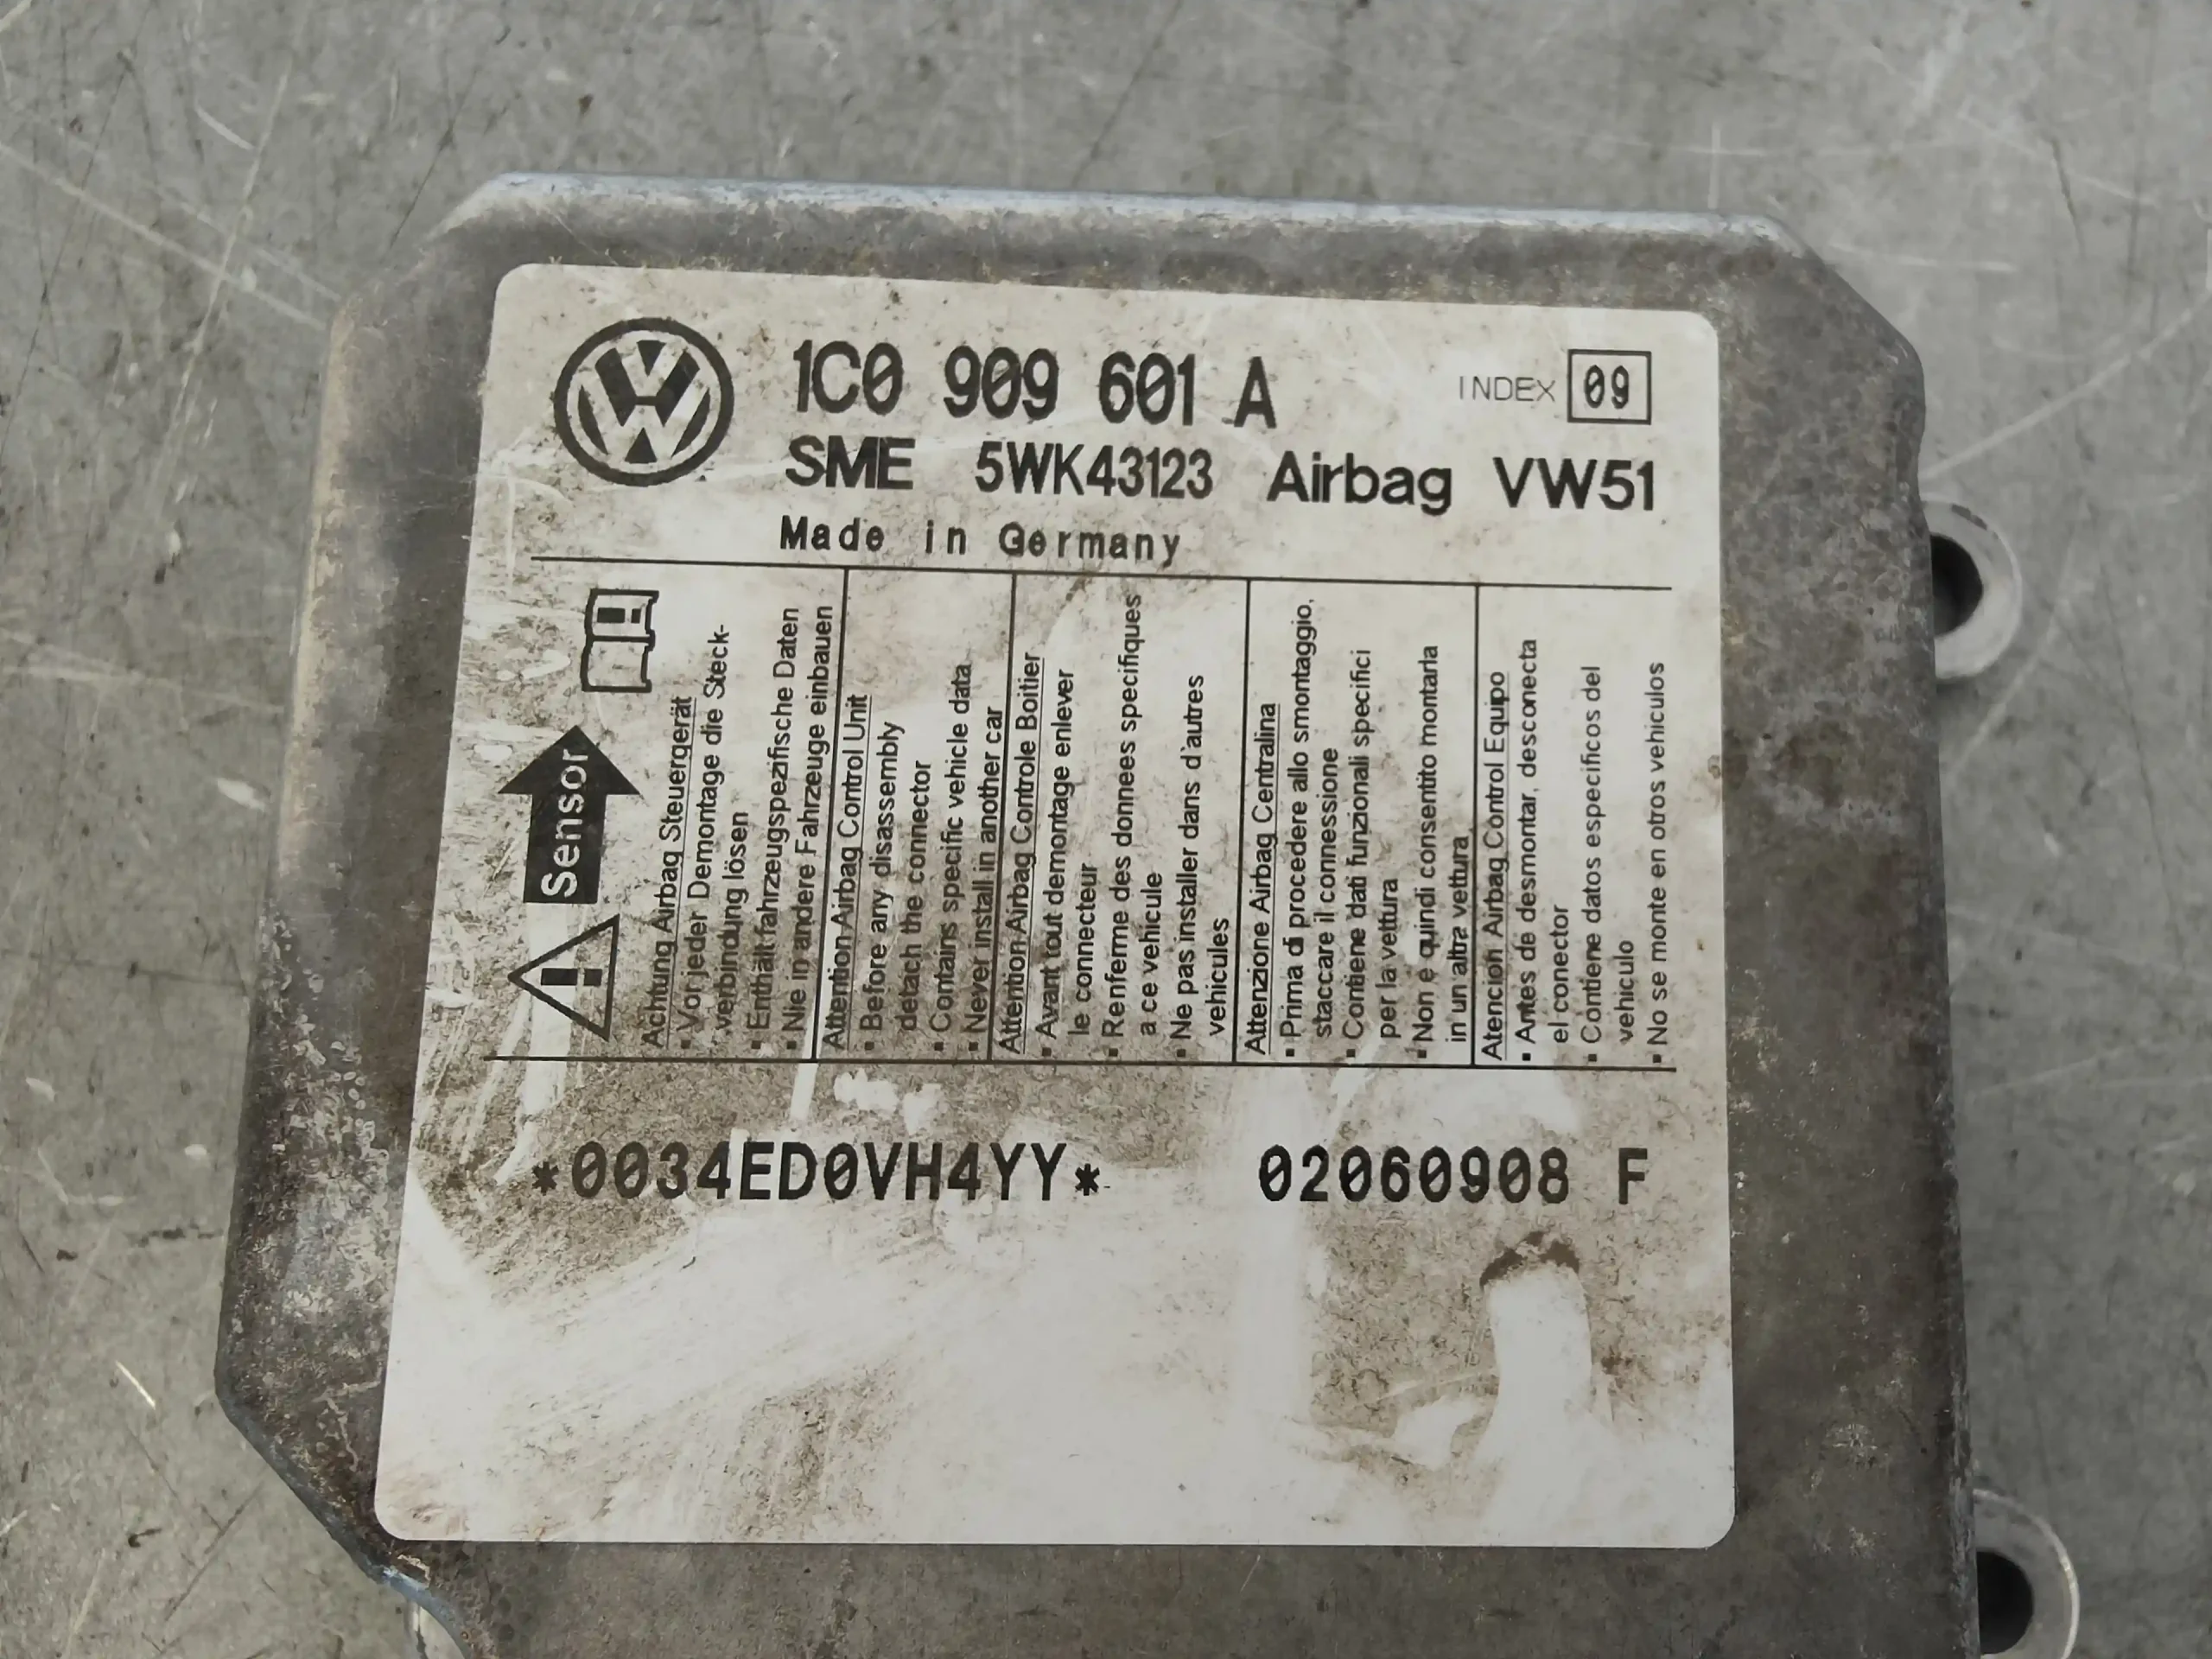 1C0 909 601 A INDEX 09
SME 5WK43123 Airbag VW51
Made in Germany
Sensor
Achtung Airbag Steuergerät
▪ Vor jeder Demontage die Steck-
verbindung lösen
▪ Enthält fahrzeugspezifische Daten
▪ Nie in andere Fahrzeuge einbauen
Attention Airbag Control Unit
▪ Before any disassembly
detach the connector
▪ Contains specific vehicle data
▪ Never install in another car
Attention Airbag Controle Boitier
▪ Avant tout demontage enlever
le connecteur
▪ Renferme des donnees specifiques
a ce vehicule
▪ Ne pas installer dans d'autres
vehicules
Attenzione Airbag Centralina
▪ Prima di procedere allo smontaggio,
staccare il connessione
▪ Contiene dati funzionali specifici
per la vettura
▪ Non è quindi consentito montarla
in un altra vettura
Atencioń Airbag Control Equipo
▪ Antes de desmontar, desconecta
el conector
▪ Contiene datos especificos del
vehiculo
▪ No se monte en otros vehiculos
*0034ED0VH4YY* 02060908 F